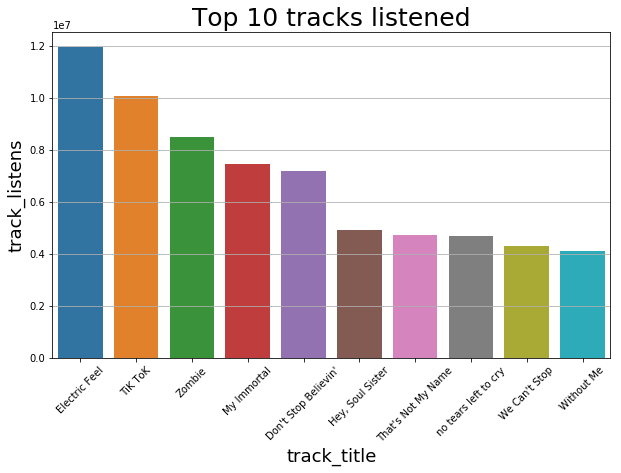 Top 10 tracks listened
1e7
1.2
1.0
0.8
0.6
0.4
0.2
0.0
track_listens
Electric Feel
TiK ToK
Zombie
My Immortal
Don't Stop Believin'
Hey, Soul Sister
That's Not My Name
no tears left to cry
We Can't Stop
Without Me
track_title